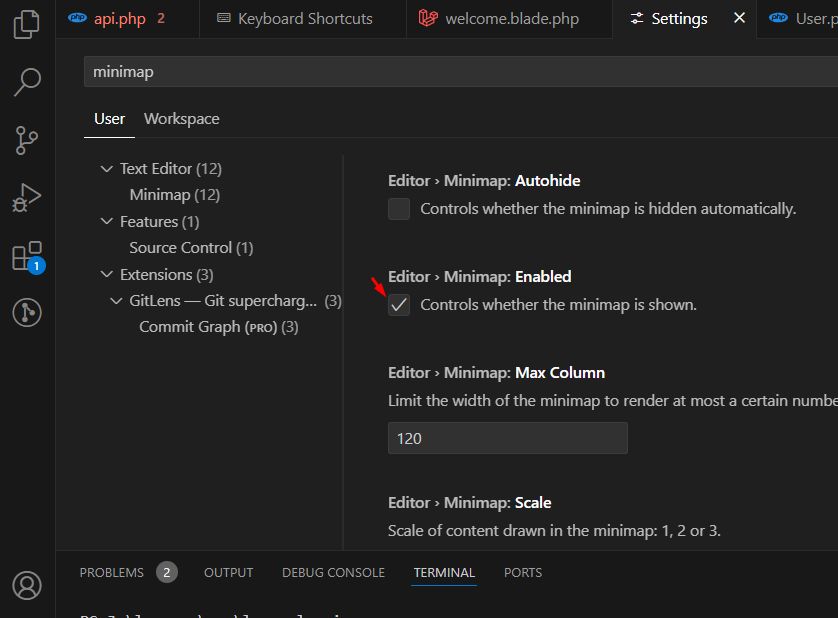 api.php 2 Keyboard Shortcuts welcome.blade.php Settings User.p
minimap
User Workspace
Text Editor (12)
Minimap (12)
Features (1)
Source Control (1)
Extensions (3)
GitLens — Git supercharg... (3)
Commit Graph (PRO) (3)
1
Editor › Minimap: Autohide
Controls whether the minimap is hidden automatically.
Editor › Minimap: Enabled
Controls whether the minimap is shown.
Editor › Minimap: Max Column
Limit the width of the minimap to render at most a certain numbe
120
Editor › Minimap: Scale
Scale of content drawn in the minimap: 1, 2 or 3.
PROBLEMS 2 OUTPUT DEBUG CONSOLE TERMINAL PORTS